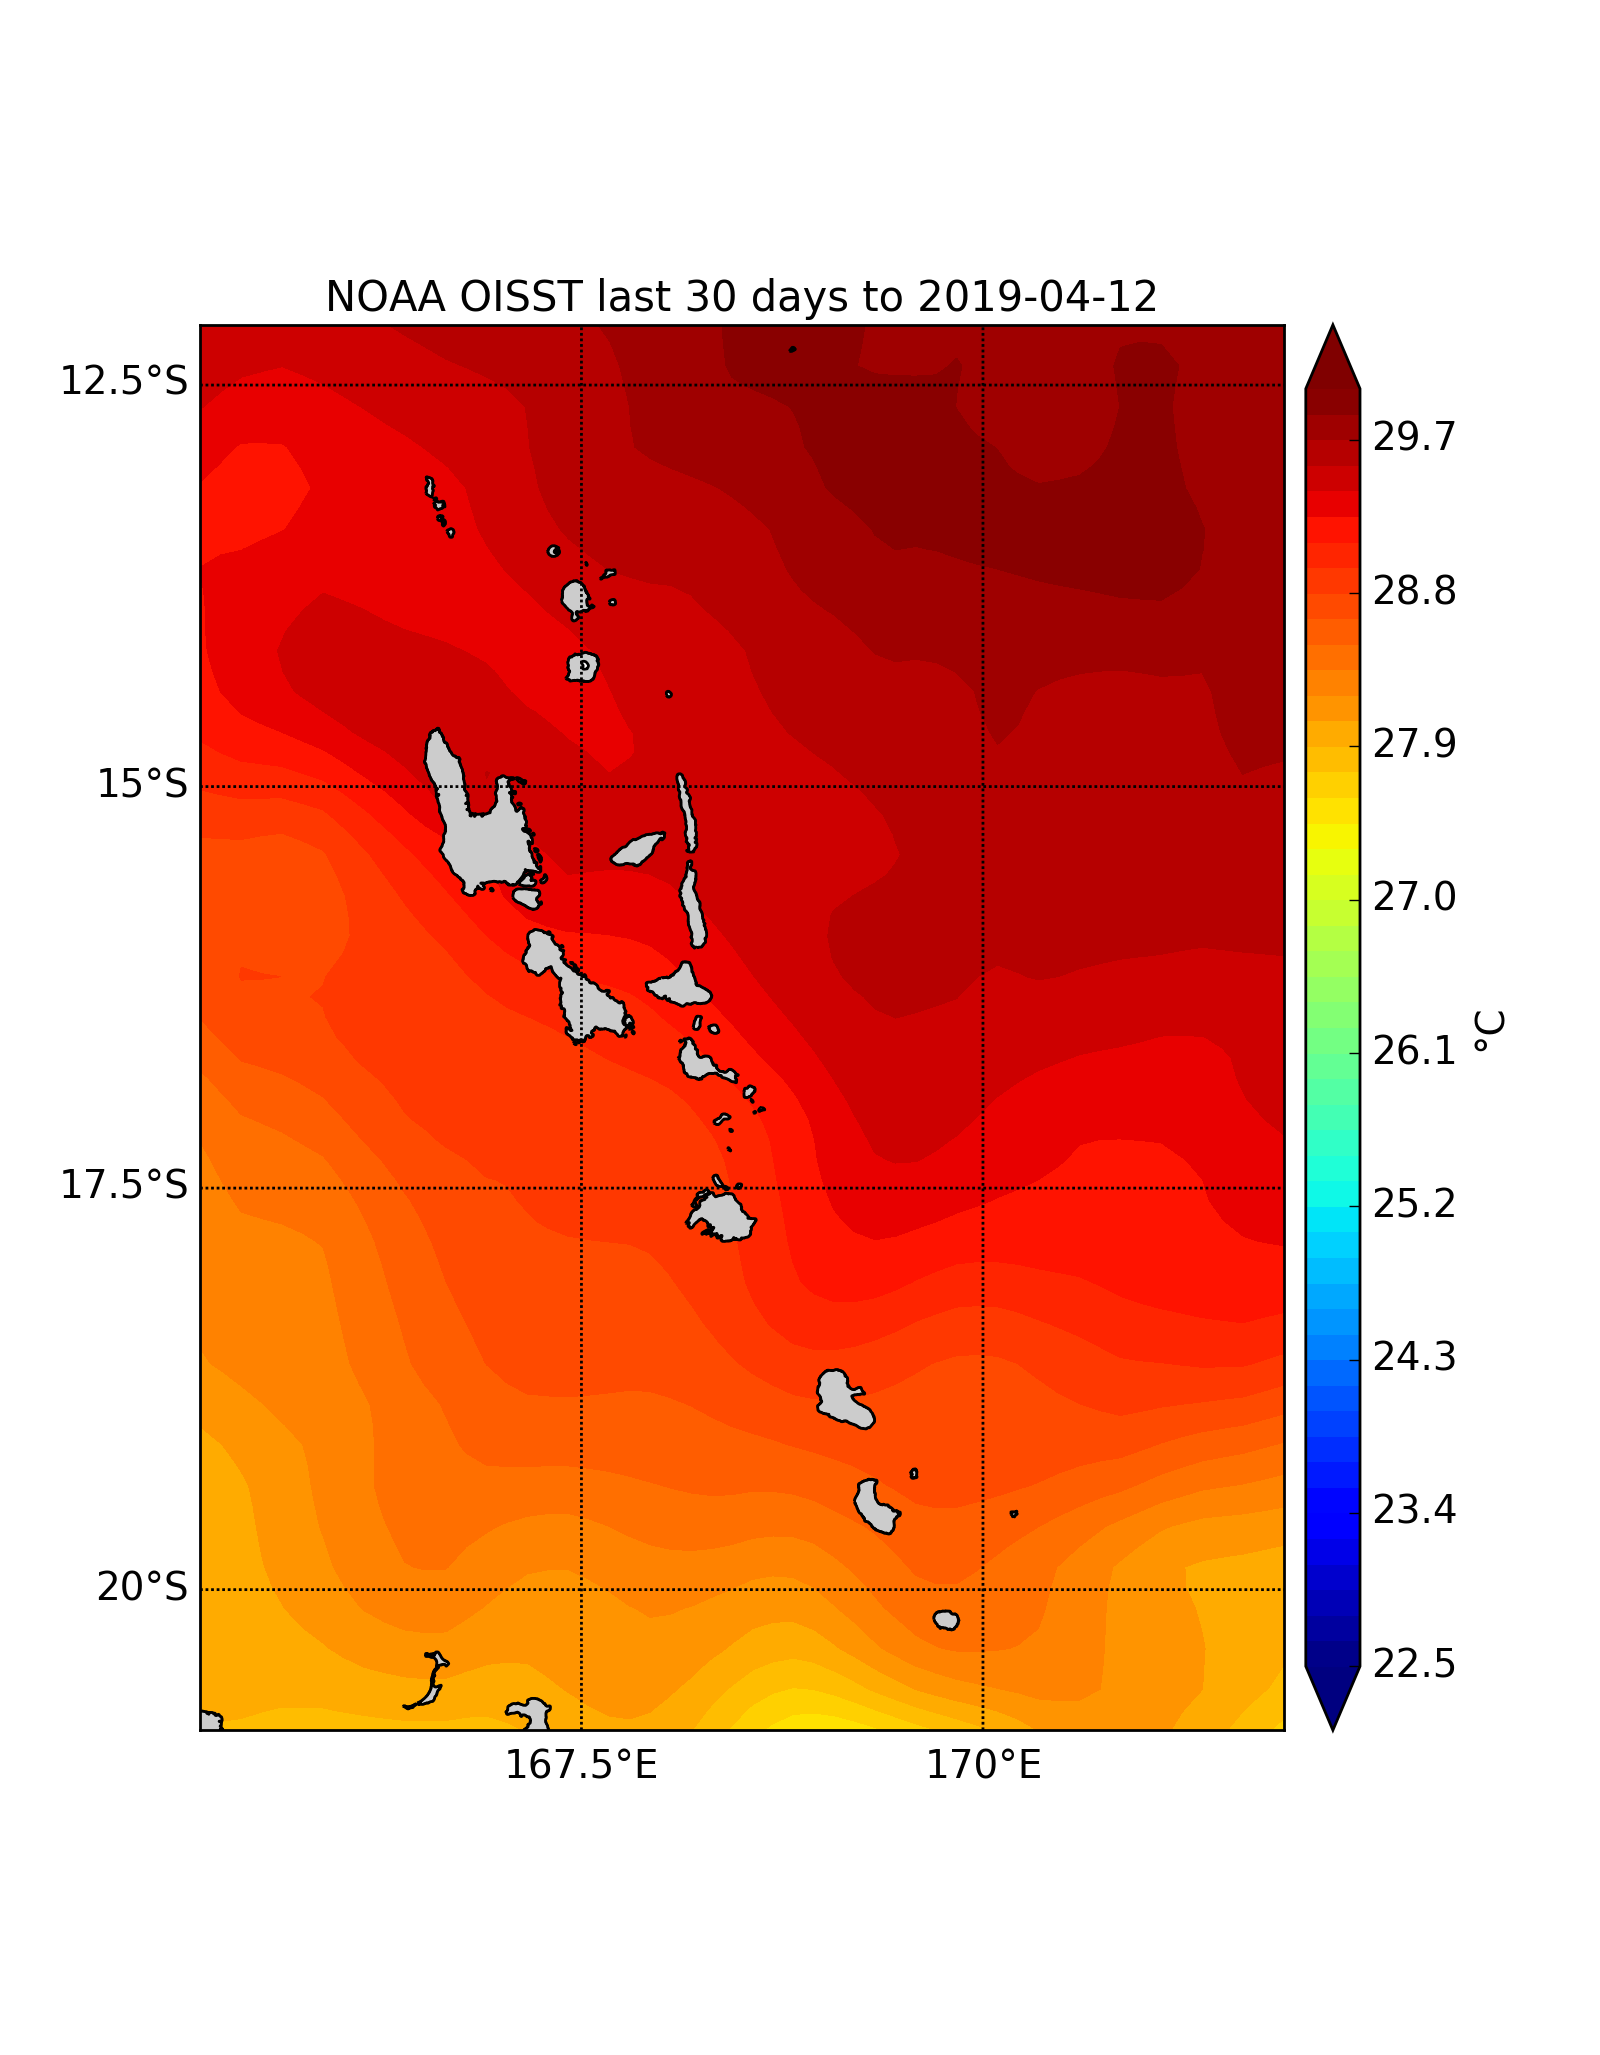 NOAA OISST last 30 days to 2019-04-12
12.5°S
15°S
17.5°S
20°S
167.5°E
170°E
29.7
28.8
27.9
27.0
26.1
25.2
24.3
23.4
22.5
°C